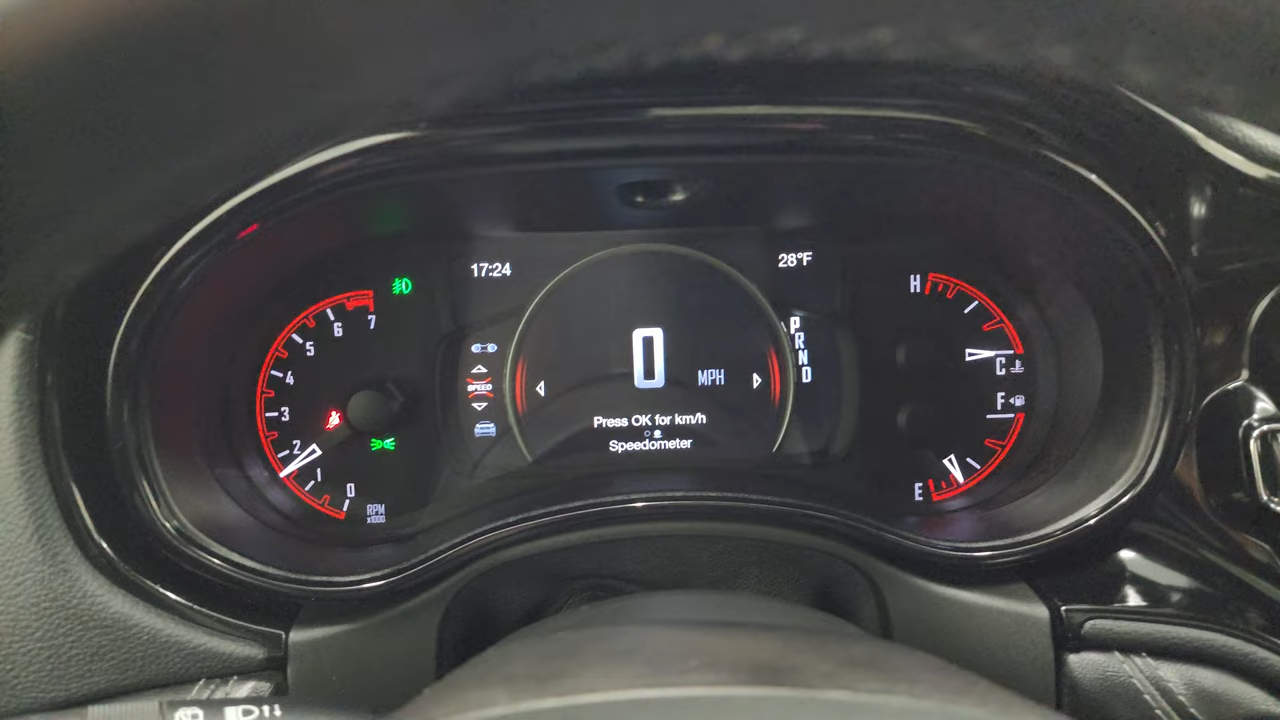 17:24
28°F
7
6
5
4
3
2
1
0
RPM
x1000
SPEED
0
MPH
Press OK for km/h
Speedometer
P
R
N
D
H
C
F
E